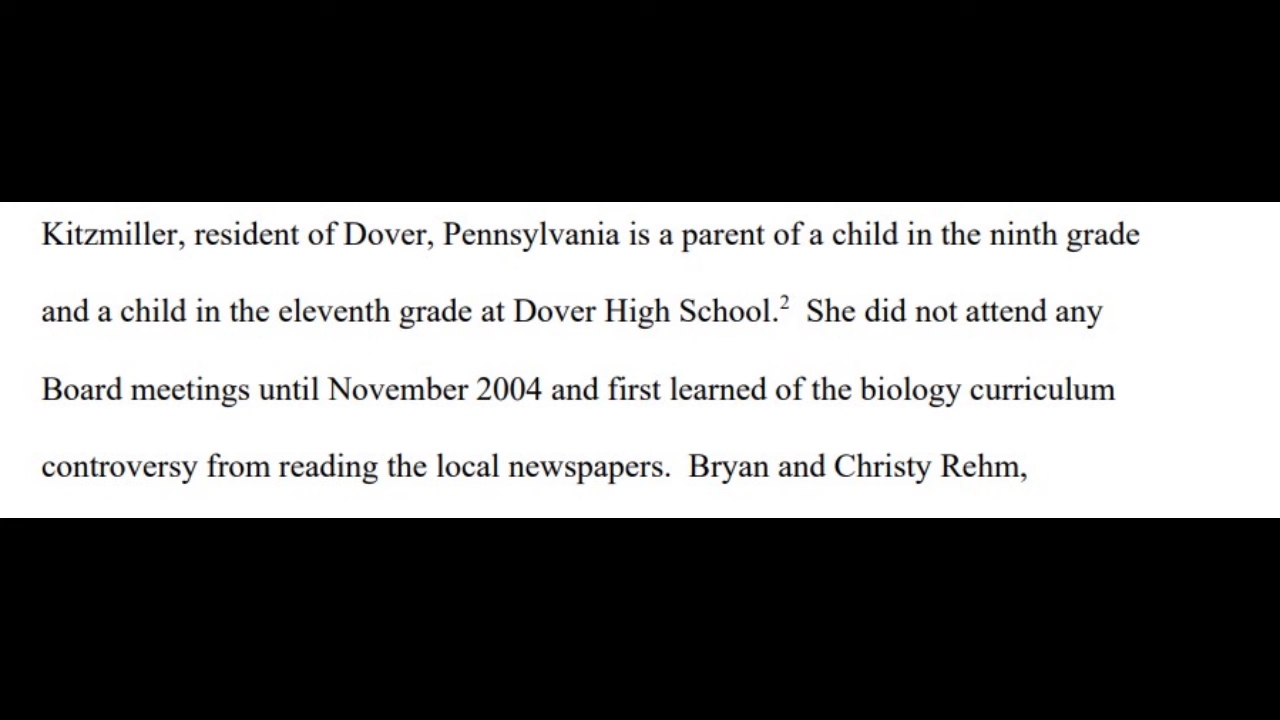 Kitzmiller, resident of Dover, Pennsylvania is a parent of a child in the ninth grade
and a child in the eleventh grade at Dover High School.²  She did not attend any
Board meetings until November 2004 and first learned of the biology curriculum
controversy from reading the local newspapers.  Bryan and Christy Rehm,